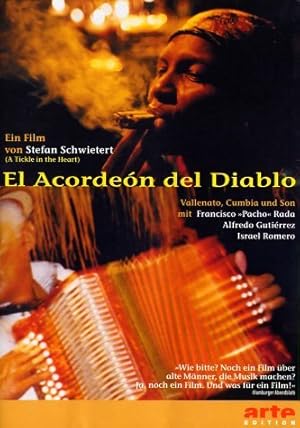 Ein Film
von Stefan Schwietert
(A Tickle in the Heart)
El Acordeón del Diablo
Vallenato, Cumbia und Son
mit Francisco »Pacho« Rada
Alfredo Gutiérrez
Israel Romero
»Wie bitte? Noch ein Film über
alte Männer, die Musik machen?
Ja, noch ein Film. Und was für ein Film!«
(Hamburger Abendblatt)
arte
EDITION